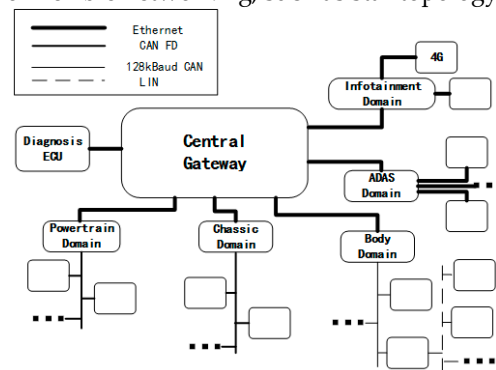 Ethernet
CAN FD
128kBaud CAN
LIN
4G
Infotainment
Domain
Diagnosis
ECU
Central
Gateway
ADAS
Domain
Powertrain
Domain
Chassic
Domain
Body
Domain